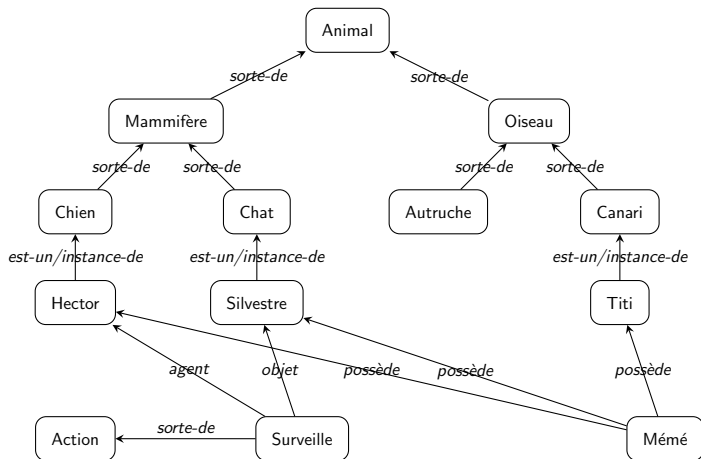 Animal
sorte-de sorte-de
Mammifère Oiseau
sorte-de sorte-de sorte-de sorte-de
Chien Chat Autruche Canari
est-un/instance-de est-un/instance-de est-un/instance-de
Hector Silvestre Titi
agent objet possède possède possède
sorte-de
Action Surveille Mémé